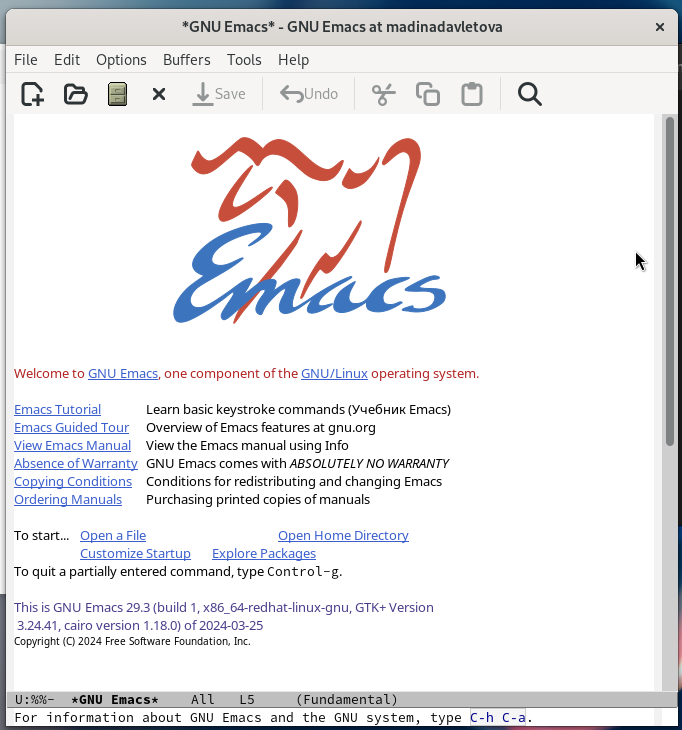 *GNU Emacs* - GNU Emacs at madinadavletova
File Edit Options Buffers Tools Help
Save Undo
Emacs
Welcome to GNU Emacs, one component of the GNU/Linux operating system.
Emacs Tutorial Learn basic keystroke commands (Учебник Emacs)
Emacs Guided Tour Overview of Emacs features at gnu.org
View Emacs Manual View the Emacs manual using Info
Absence of Warranty GNU Emacs comes with ABSOLUTELY NO WARRANTY
Copying Conditions Conditions for redistributing and changing Emacs
Ordering Manuals Purchasing printed copies of manuals
To start... Open a File Open Home Directory
Customize Startup Explore Packages
To quit a partially entered command, type Control-g.
This is GNU Emacs 29.3 (build 1, x86_64-redhat-linux-gnu, GTK+ Version
3.24.41, cairo version 1.18.0) of 2024-03-25
Copyright (C) 2024 Free Software Foundation, Inc.
U:%%- *GNU Emacs* All L5 (Fundamental)
For information about GNU Emacs and the GNU system, type C-h C-a.